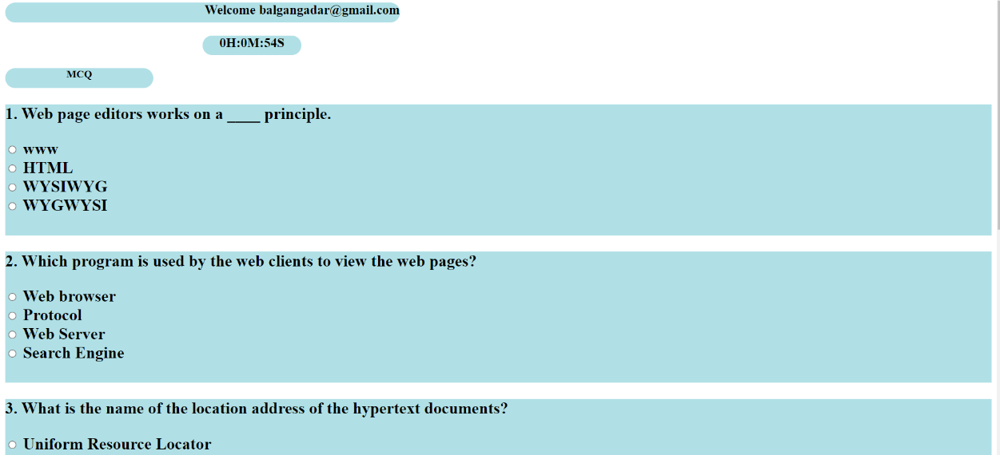 Welcome balgangadar@gmail.com
0H:0M:54S
MCQ
1. Web page editors works on a ____ principle.
www
HTML
WYSIWYG
WYGWYSI
2. Which program is used by the web clients to view the web pages?
Web browser
Protocol
Web Server
Search Engine
3. What is the name of the location address of the hypertext documents?
Uniform Resource Locator